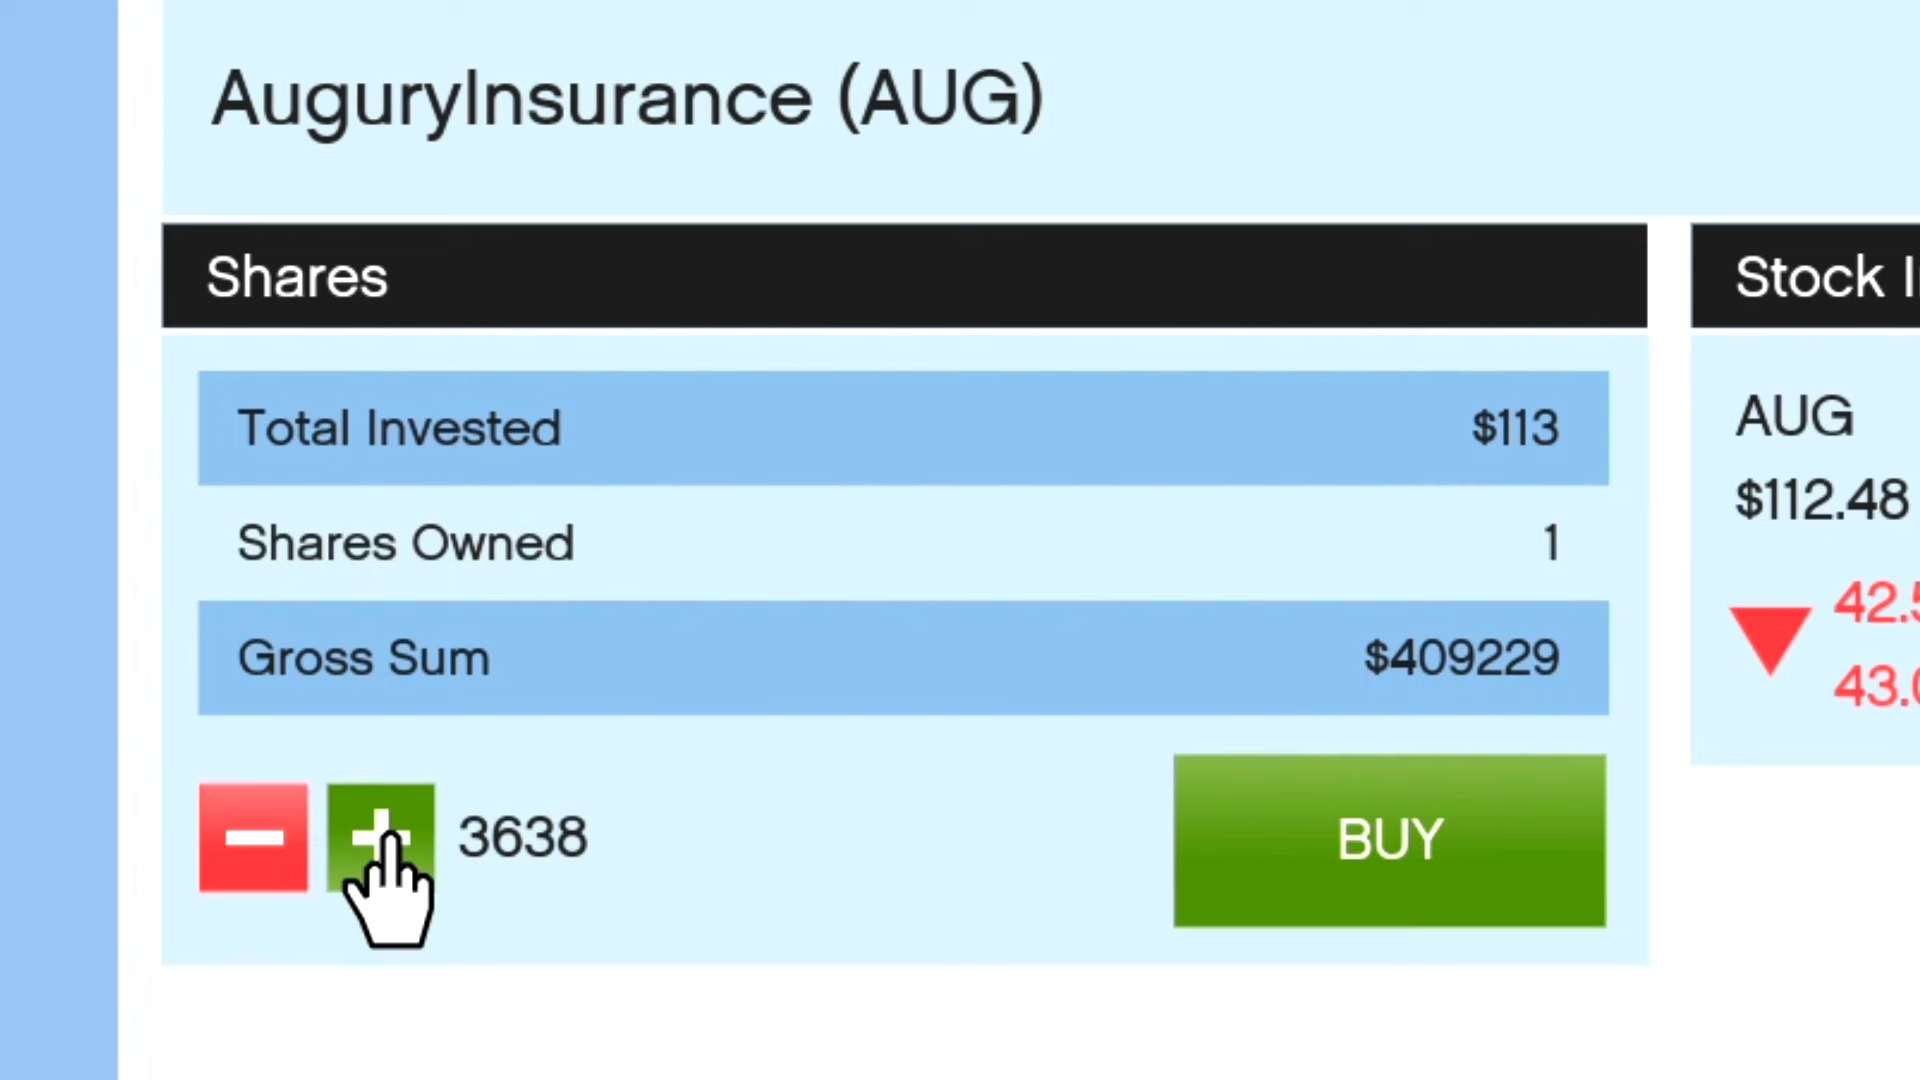 AuguryInsurance (AUG)
Shares
Total Invested $113
Shares Owned 1
Gross Sum $409229
3638 BUY
Stock
AUG
$112.48